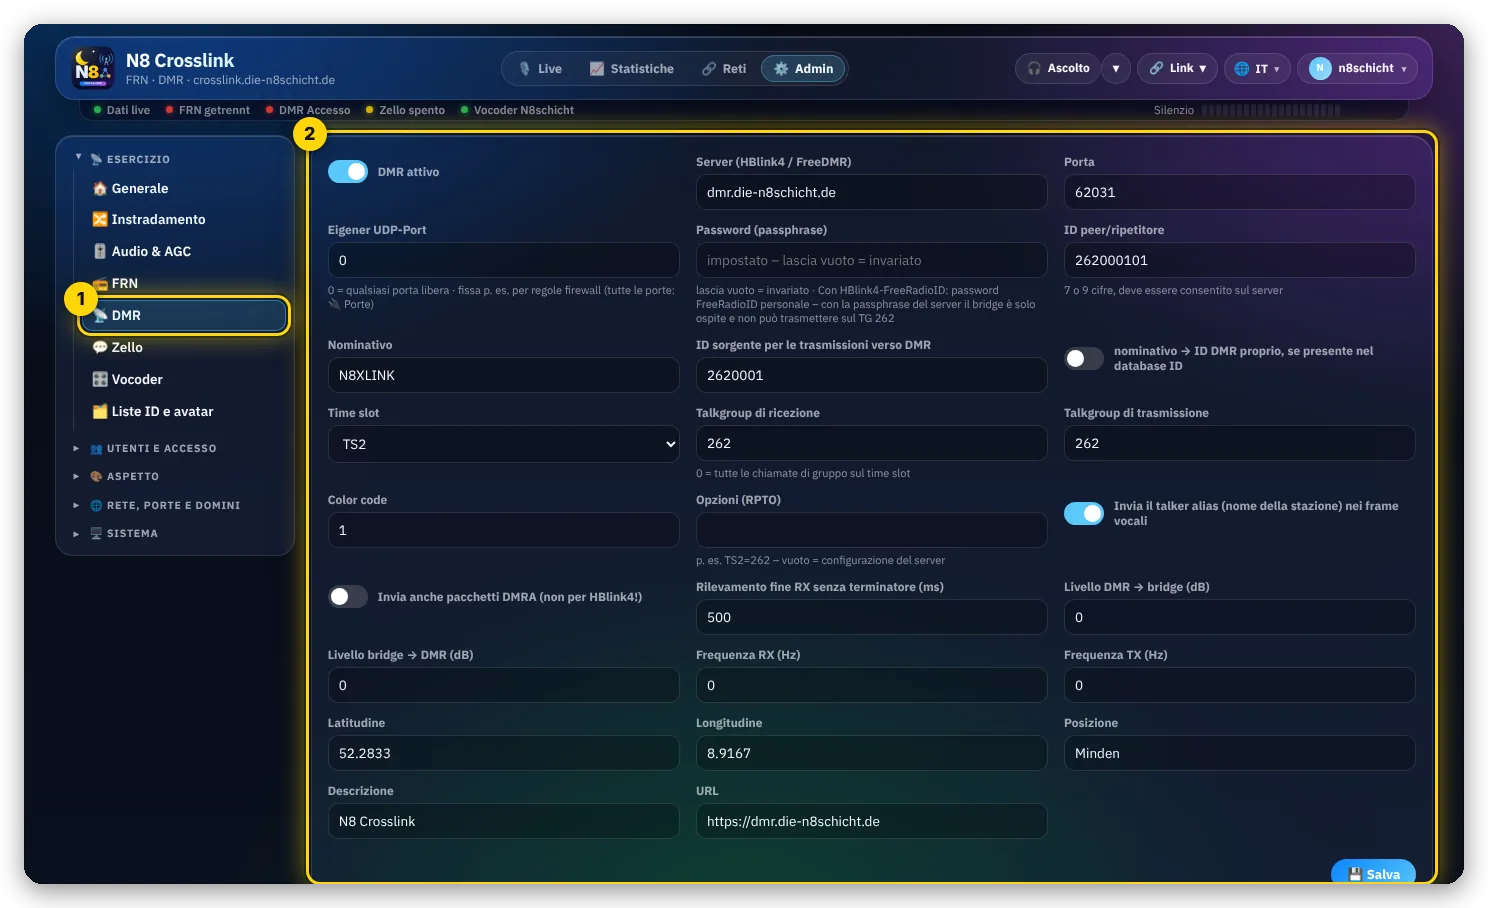 N8 Crosslink
FRN · DMR · crosslink.die-n8schicht.de
Live
Statistiche
Reti
Admin
Ascolto
▼
Link ▼
IT ▾
N
n8schicht ▾
Dati live
FRN getrennt
DMR Accesso
Zello spento
Vocoder N8schicht
Silenzio
1
2
▼ ESERCIZIO
Generale
Instradamento
Audio & AGC
FRN
DMR
Zello
Vocoder
Liste ID e avatar
► UTENTI E ACCESSO
► ASPETTO
► RETE, PORTE E DOMINI
► SISTEMA
DMR attivo
Server (HBlink4 / FreeDMR)
dmr.die-n8schicht.de
Porta
62031
Eigener UDP-Port
0
0 = qualsiasi porta libera · fissa p. es. per regole firewall (tutte le porte:
Porte)
Password (passphrase)
impostato – lascia vuoto = invariato
lascia vuoto = invariato · Con HBlink4-FreeRadioID: password
FreeRadioID personale – con la passphrase del server il bridge è solo
ospite e non può trasmettere sul TG 262
ID peer/ripetitore
262000101
7 o 9 cifre, deve essere consentito sul server
Nominativo
N8XLINK
ID sorgente per le trasmissioni verso DMR
2620001
nominativo → ID DMR proprio, se presente nel
database ID
Time slot
TS2
Talkgroup di ricezione
262
0 = tutte le chiamate di gruppo sul time slot
Talkgroup di trasmissione
262
Color code
1
Opzioni (RPTO)
p. es. TS2=262 – vuoto = configurazione del server
Invia il talker alias (nome della stazione) nei frame
vocali
Invia anche pacchetti DMRA (non per HBlink4!)
Rilevamento fine RX senza terminatore (ms)
500
Livello DMR → bridge (dB)
0
Livello bridge → DMR (dB)
0
Frequenza RX (Hz)
0
Frequenza TX (Hz)
0
Latitudine
52.2833
Longitudine
8.9167
Posizione
Minden
Descrizione
N8 Crosslink
URL
https://dmr.die-n8schicht.de
Salva